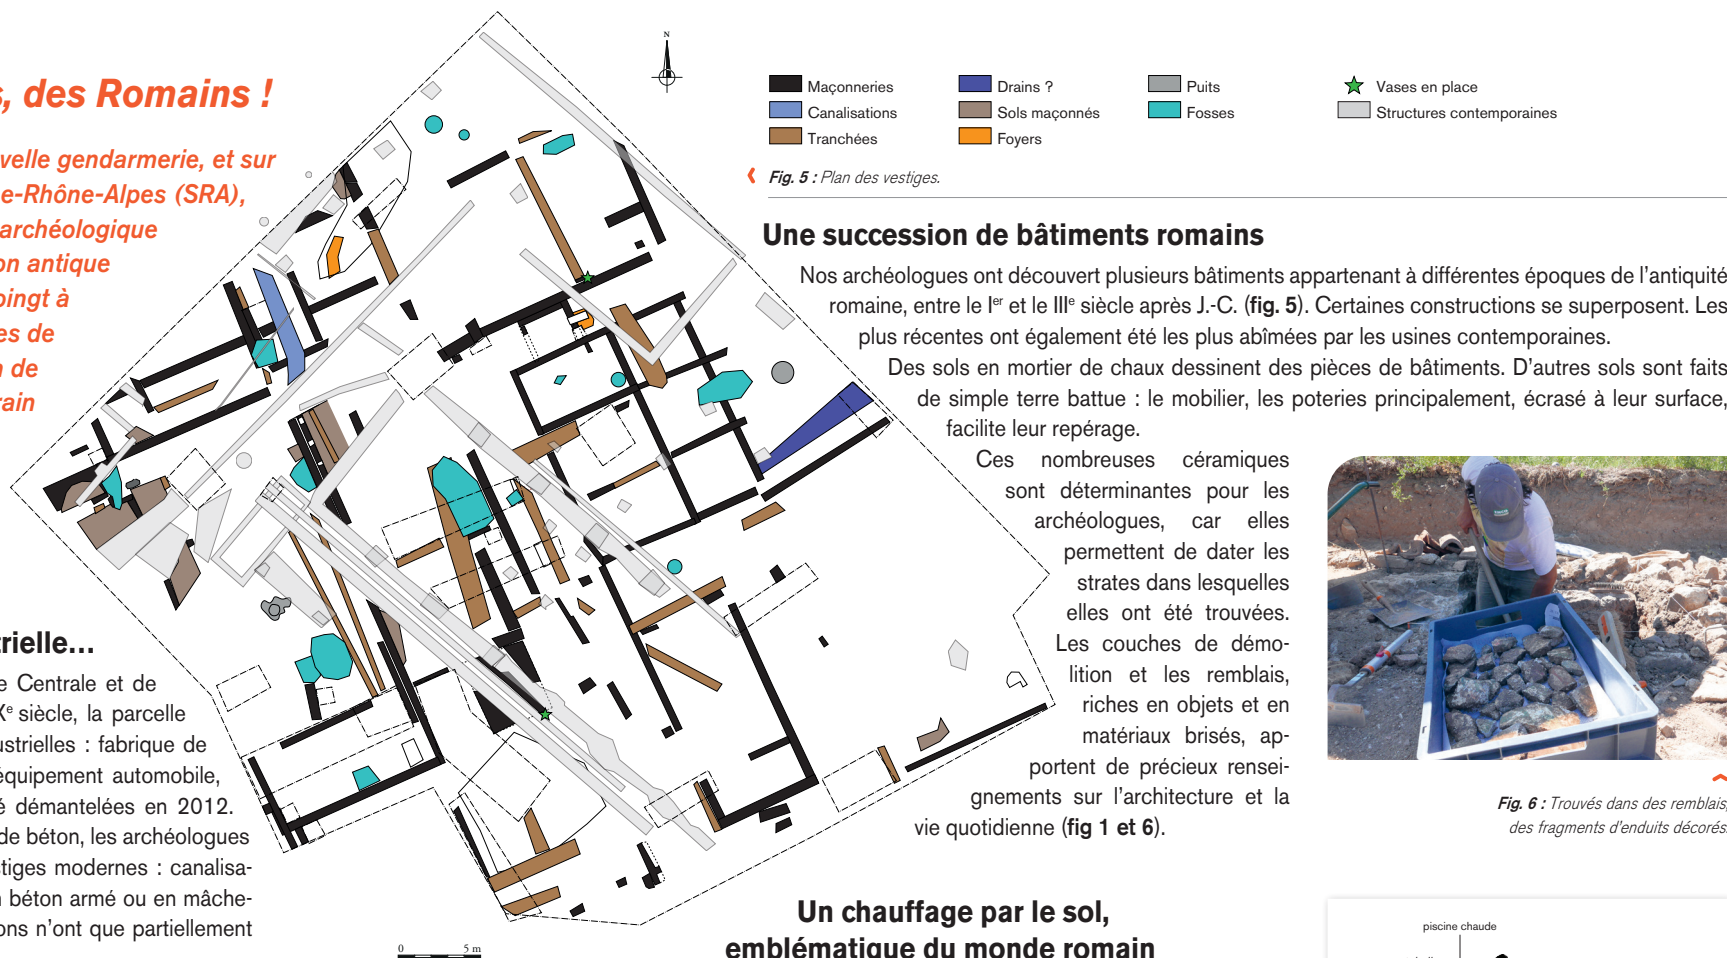 s, des Romains !
velle gendarmerie, et sur
e-Rhône-Alpes (SRA),
archéologique
on antique
oingt à
es de
n de
rain
trielle...
e Centrale et de
Xe siècle, la parcelle
ustrielles : fabrique de
équipement automobile,
é démantelées en 2012.
de béton, les archéologues
stiges modernes : canalisa-
n béton armé ou en mâche-
ons n'ont que partiellement
N
0 5 m
Maçonneries
Canalisations
Tranchées
Drains ?
Sols maçonnés
Foyers
Puits
Fosses
Vases en place
Structures contemporaines
Fig. 5 : Plan des vestiges.
Une succession de bâtiments romains
Nos archéologues ont découvert plusieurs bâtiments appartenant à différentes époques de l'antiquité
romaine, entre le Ier et le IIIe siècle après J.-C. (fig. 5). Certaines constructions se superposent. Les
plus récentes ont également été les plus abîmées par les usines contemporaines.
Des sols en mortier de chaux dessinent des pièces de bâtiments. D'autres sols sont faits
de simple terre battue : le mobilier, les poteries principalement, écrasé à leur surface,
facilite leur repérage.
Ces nombreuses céramiques
sont déterminantes pour les
archéologues, car elles
permettent de dater les
strates dans lesquelles
elles ont été trouvées.
Les couches de démo-
lition et les remblais,
riches en objets et en
matériaux brisés, ap-
portent de précieux rensei-
gnements sur l'architecture et la
vie quotidienne (fig 1 et 6).
Fig. 6 : Trouvés dans des remblais,
des fragments d'enduits décorés.
Un chauffage par le sol,
emblématique du monde romain
piscine chaude